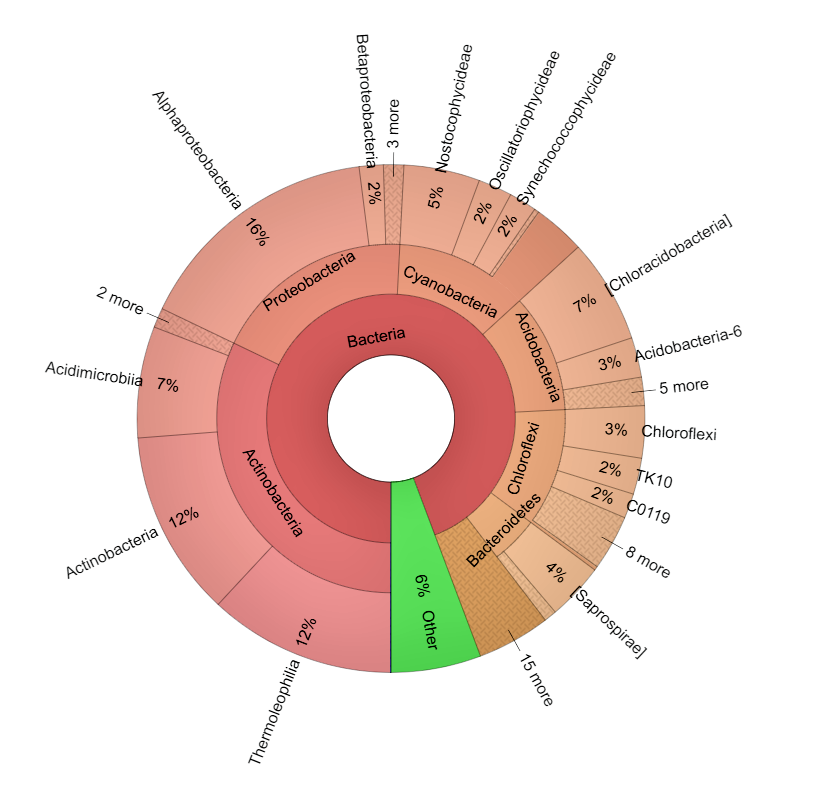 Bacteria
Proteobacteria
Alphaproteobacteria
16%
Betaproteobacteria
2%
3 more
Cyanobacteria
Nostocophycideae
5%
Oscillatoriophycideae
2%
Synechococcophycideae
2%
Acidobacteria
[Chloracidobacteria]
7%
Acidobacteria-6
3%
5 more
Chloroflexi
Chloroflexi
3%
TK10
2%
C0119
2%
8 more
Bacteroidetes
[Saprospirae]
4%
15 more
Other
6%
Actinobacteria
Thermoleophilia
12%
Actinobacteria
12%
Acidimicrobiia
7%
2 more